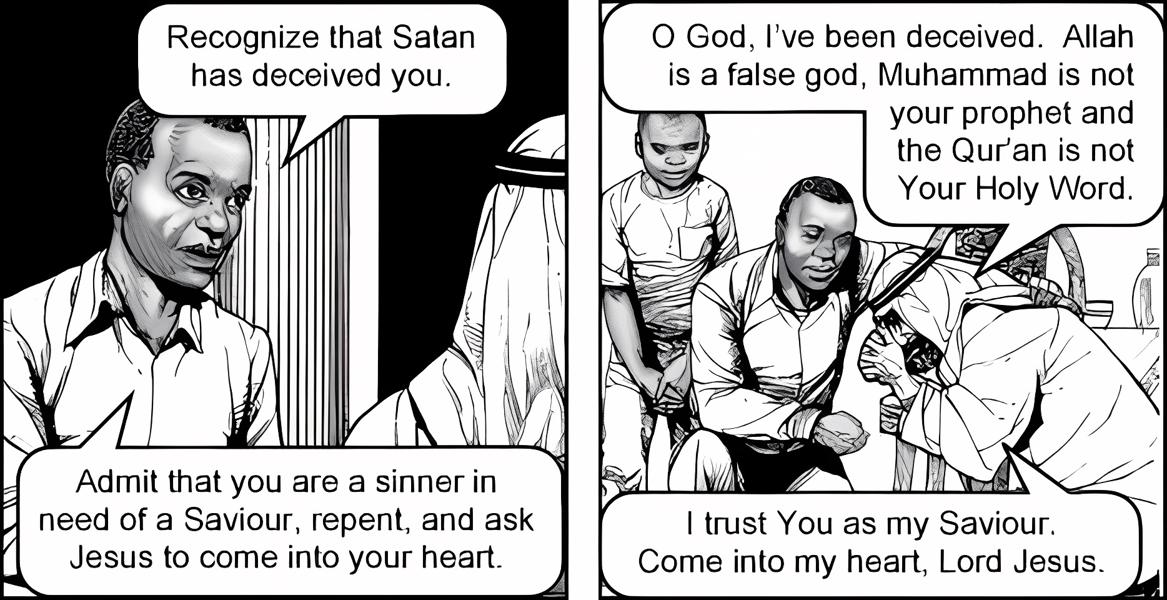 Recognize that Satan
has deceived you.
Admit that you are a sinner in
need of a Saviour, repent, and ask
Jesus to come into your heart.
O God, I've been deceived. Allah
is a false god, Muhammad is not
your prophet and
the Qur'an is not
Your Holy Word.
I trust You as my Saviour.
Come into my heart, Lord Jesus.